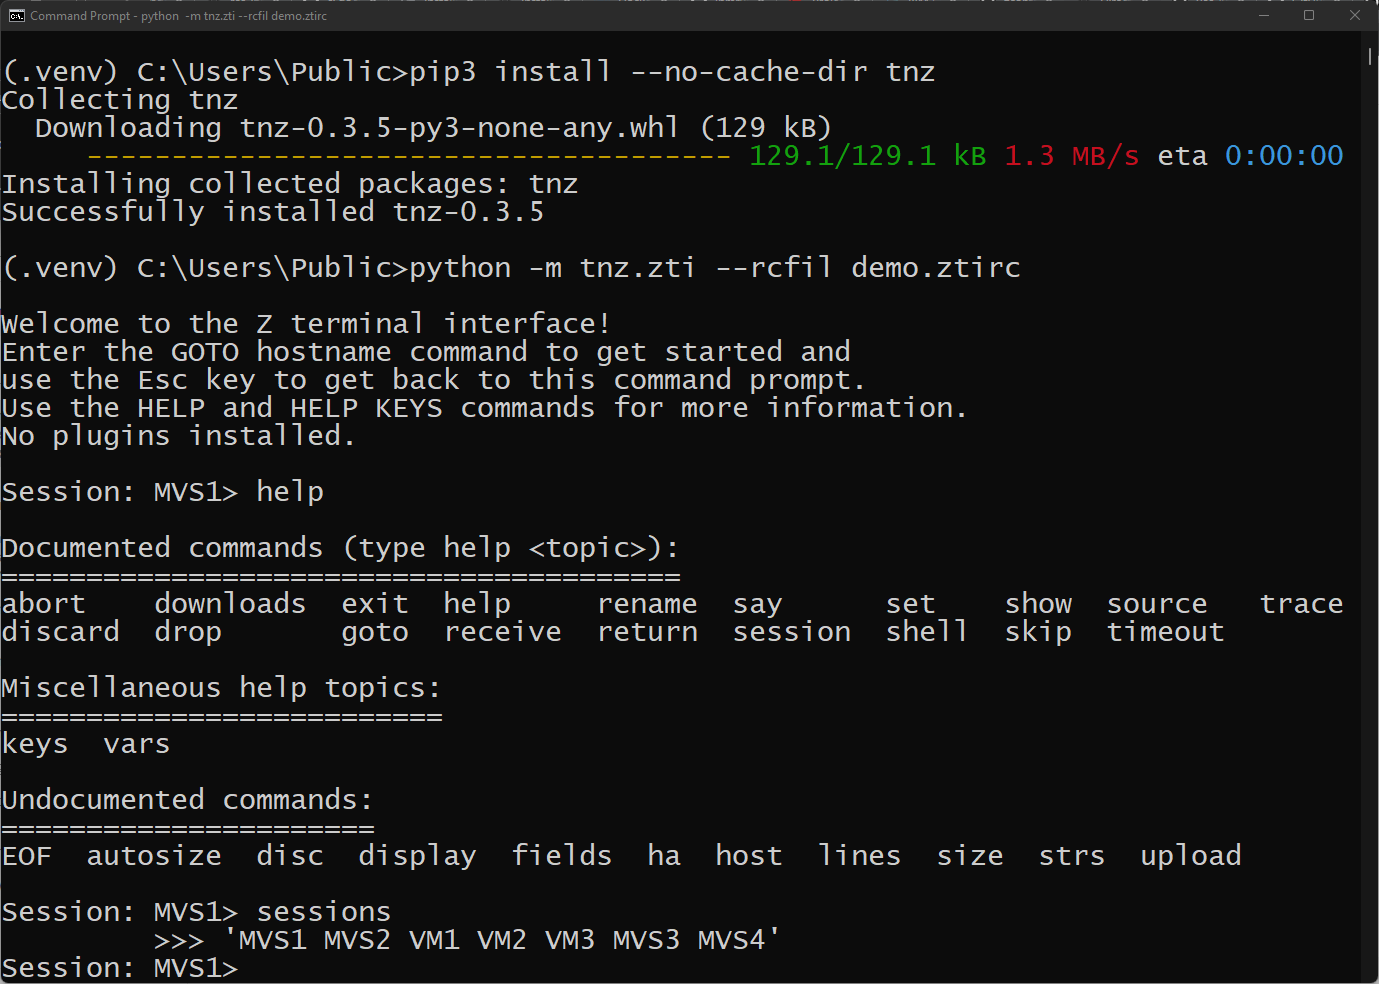 Command Prompt - python -m tnz.zti --rcfil demo.ztirc
(.venv) C:\Users\Public>pip3 install --no-cache-dir tnz
Collecting tnz
  Downloading tnz-0.3.5-py3-none-any.whl (129 kB)
     -------------------------------------- 129.1/129.1 kB 1.3 MB/s eta 0:00:00
Installing collected packages: tnz
Successfully installed tnz-0.3.5
(.venv) C:\Users\Public>python -m tnz.zti --rcfil demo.ztirc
Welcome to the Z terminal interface!
Enter the GOTO hostname command to get started and
use the Esc key to get back to this command prompt.
Use the HELP and HELP KEYS commands for more information.
No plugins installed.
Session: MVS1> help
Documented commands (type help <topic>):
========================================
abort    downloads  exit  help     rename  say      set    show  source   trace
discard  drop       goto  receive  return  session  shell  skip  timeout
Miscellaneous help topics:
==========================
keys  vars
Undocumented commands:
======================
EOF  autosize  disc  display  fields  ha  host  lines  size  strs  upload
Session: MVS1> sessions
         >>> 'MVS1 MVS2 VM1 VM2 VM3 MVS3 MVS4'
Session: MVS1>